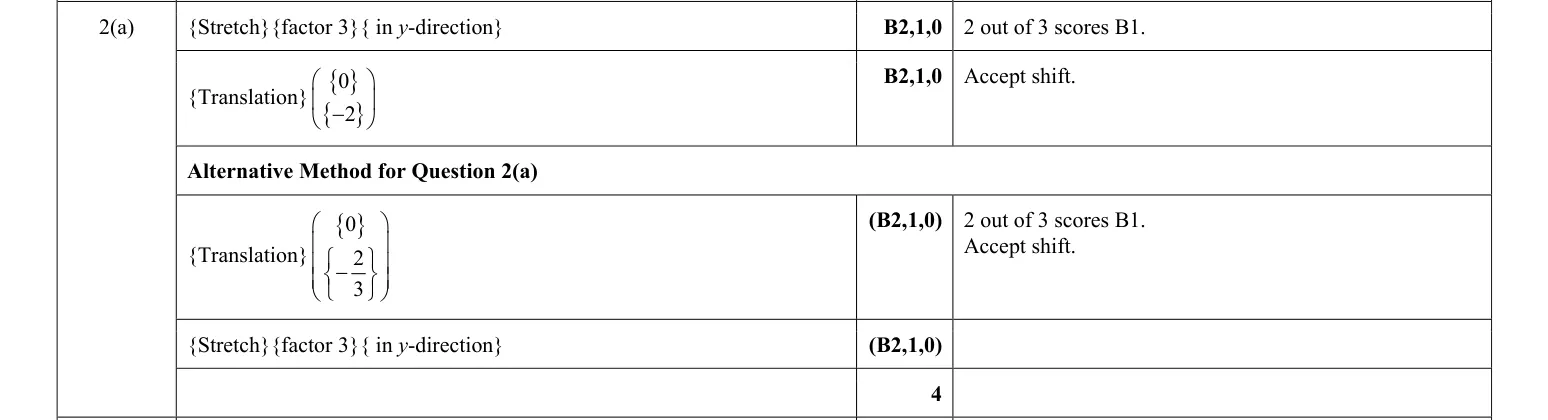 2(a) {Stretch}{factor 3}{ in y-direction} B2,1,0 2 out of 3 scores B1.
{Translation}({0} {−2}) B2,1,0 Accept shift.
Alternative Method for Question 2(a)
{Translation}({0} {−2/3}) (B2,1,0) 2 out of 3 scores B1.
Accept shift.
{Stretch}{factor 3}{ in y-direction} (B2,1,0)
4